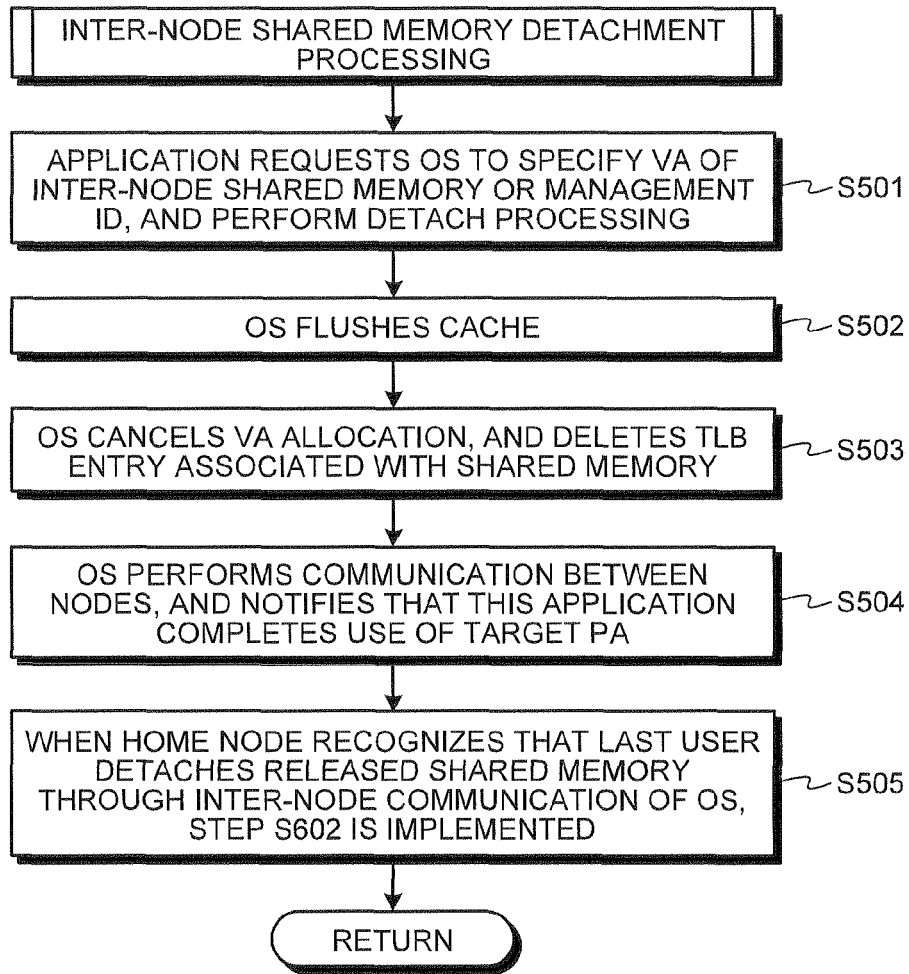 INTER-NODE SHARED MEMORY DETACHMENT
PROCESSING
APPLICATION REQUESTS OS TO SPECIFY VA OF
INTER-NODE SHARED MEMORY OR MANAGEMENT
ID, AND PERFORM DETACH PROCESSING
S501
OS FLUSHES CACHE
S502
OS CANCELS VA ALLOCATION, AND DELETES TLB
ENTRY ASSOCIATED WITH SHARED MEMORY
S503
OS PERFORMS COMMUNICATION BETWEEN
NODES, AND NOTIFIES THAT THIS APPLICATION
COMPLETES USE OF TARGET PA
S504
WHEN HOME NODE RECOGNIZES THAT LAST USER
DETACHES RELEASED SHARED MEMORY
THROUGH INTER-NODE COMMUNICATION OF OS,
STEP S602 IS IMPLEMENTED
S505
RETURN